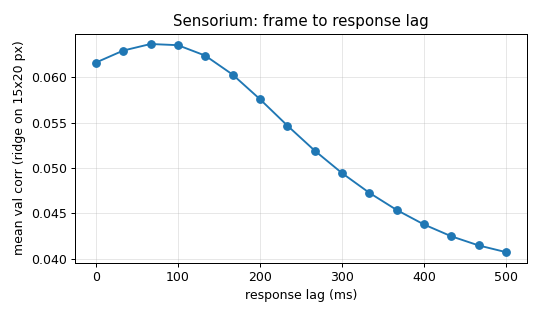 Sensorium: frame to response lag
mean val corr (ridge on 15x20 px)
0.060
0.055
0.050
0.045
0.040
0 100 200 300 400 500
response lag (ms)